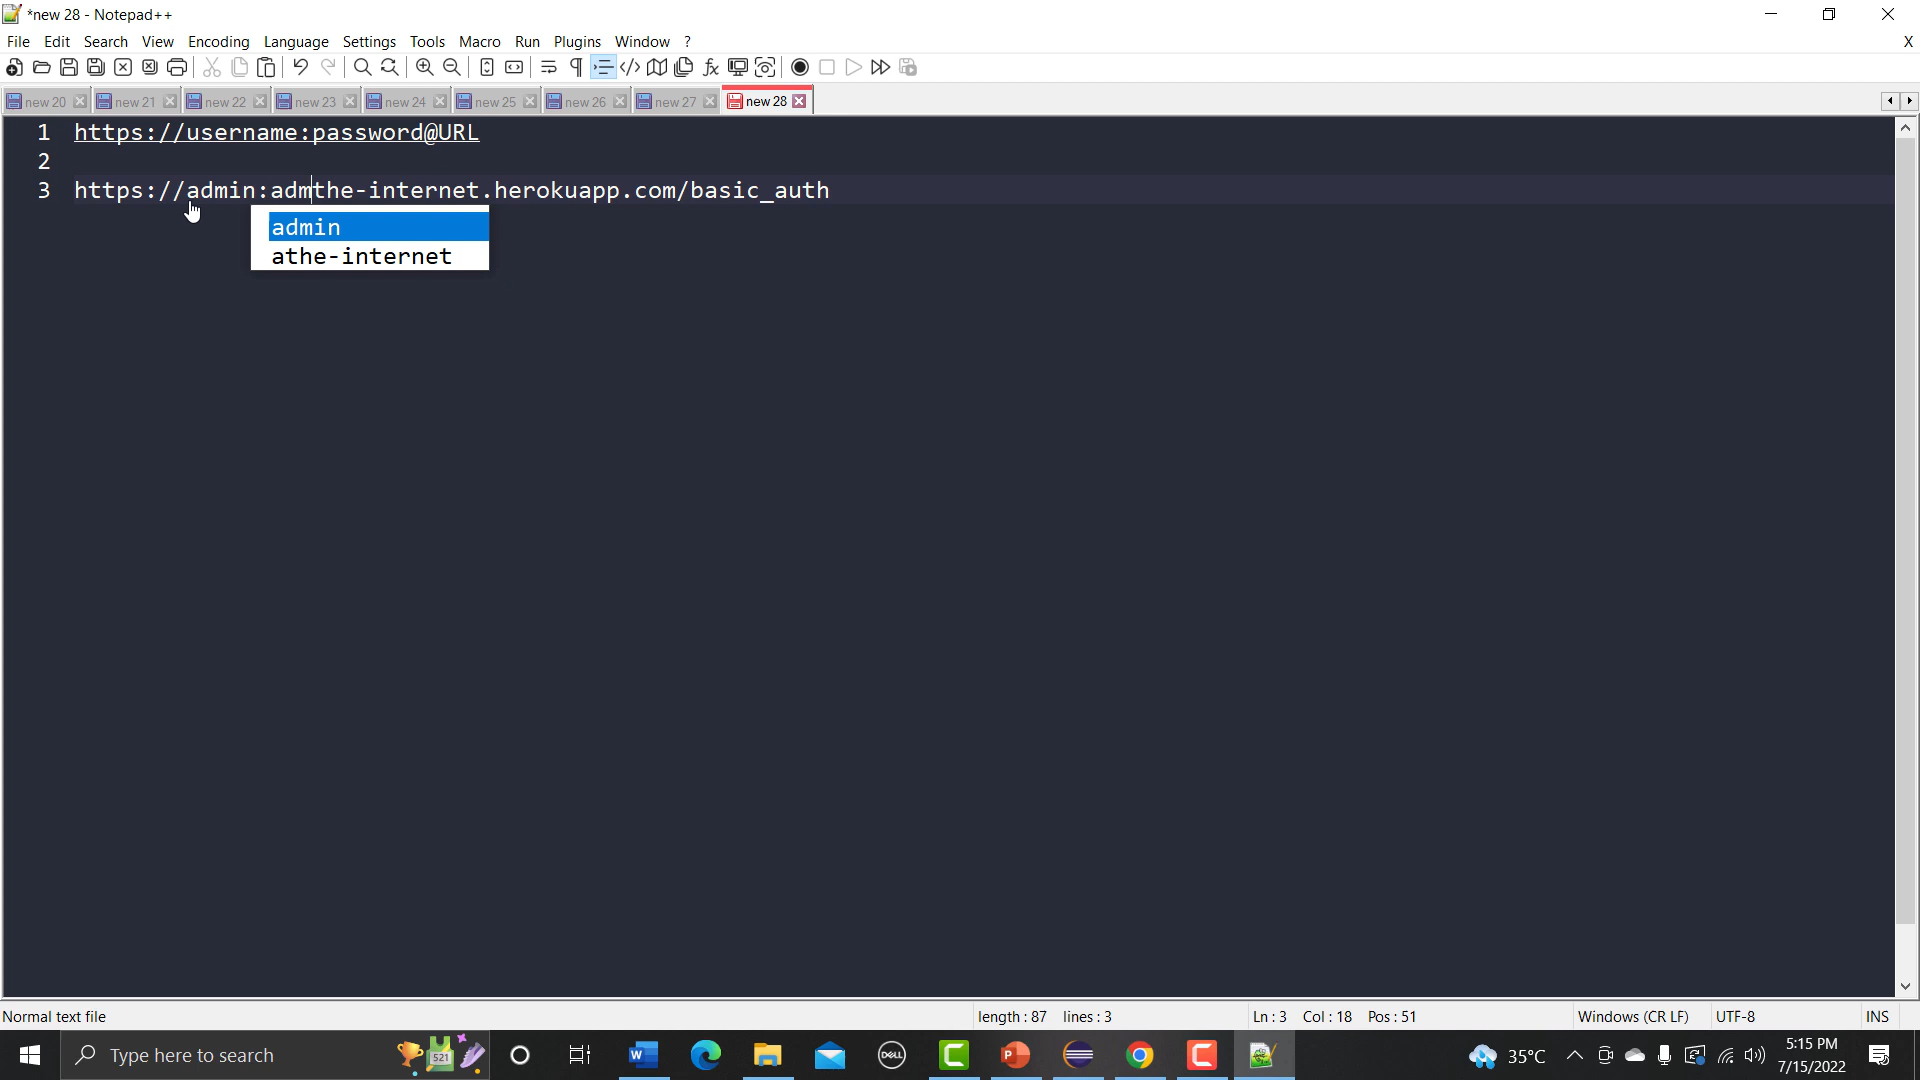 *new 28 - Notepad++
File Edit Search View Encoding Language Settings Tools Macro Run Plugins Window ? X
new 20 new 21 new 22 new 23 new 24 new 25 new 26 new 27 new 28
1 https://username:password@URL
2
3 https://admin:admthe-internet.herokuapp.com/basic_auth
admin
athe-internet
Normal text file length : 87 lines : 3 Ln : 3 Col : 18 Pos : 51 Windows (CR LF) UTF-8 INS
Type here to search 521 DELL 35°C 5:15 PM
7/15/2022